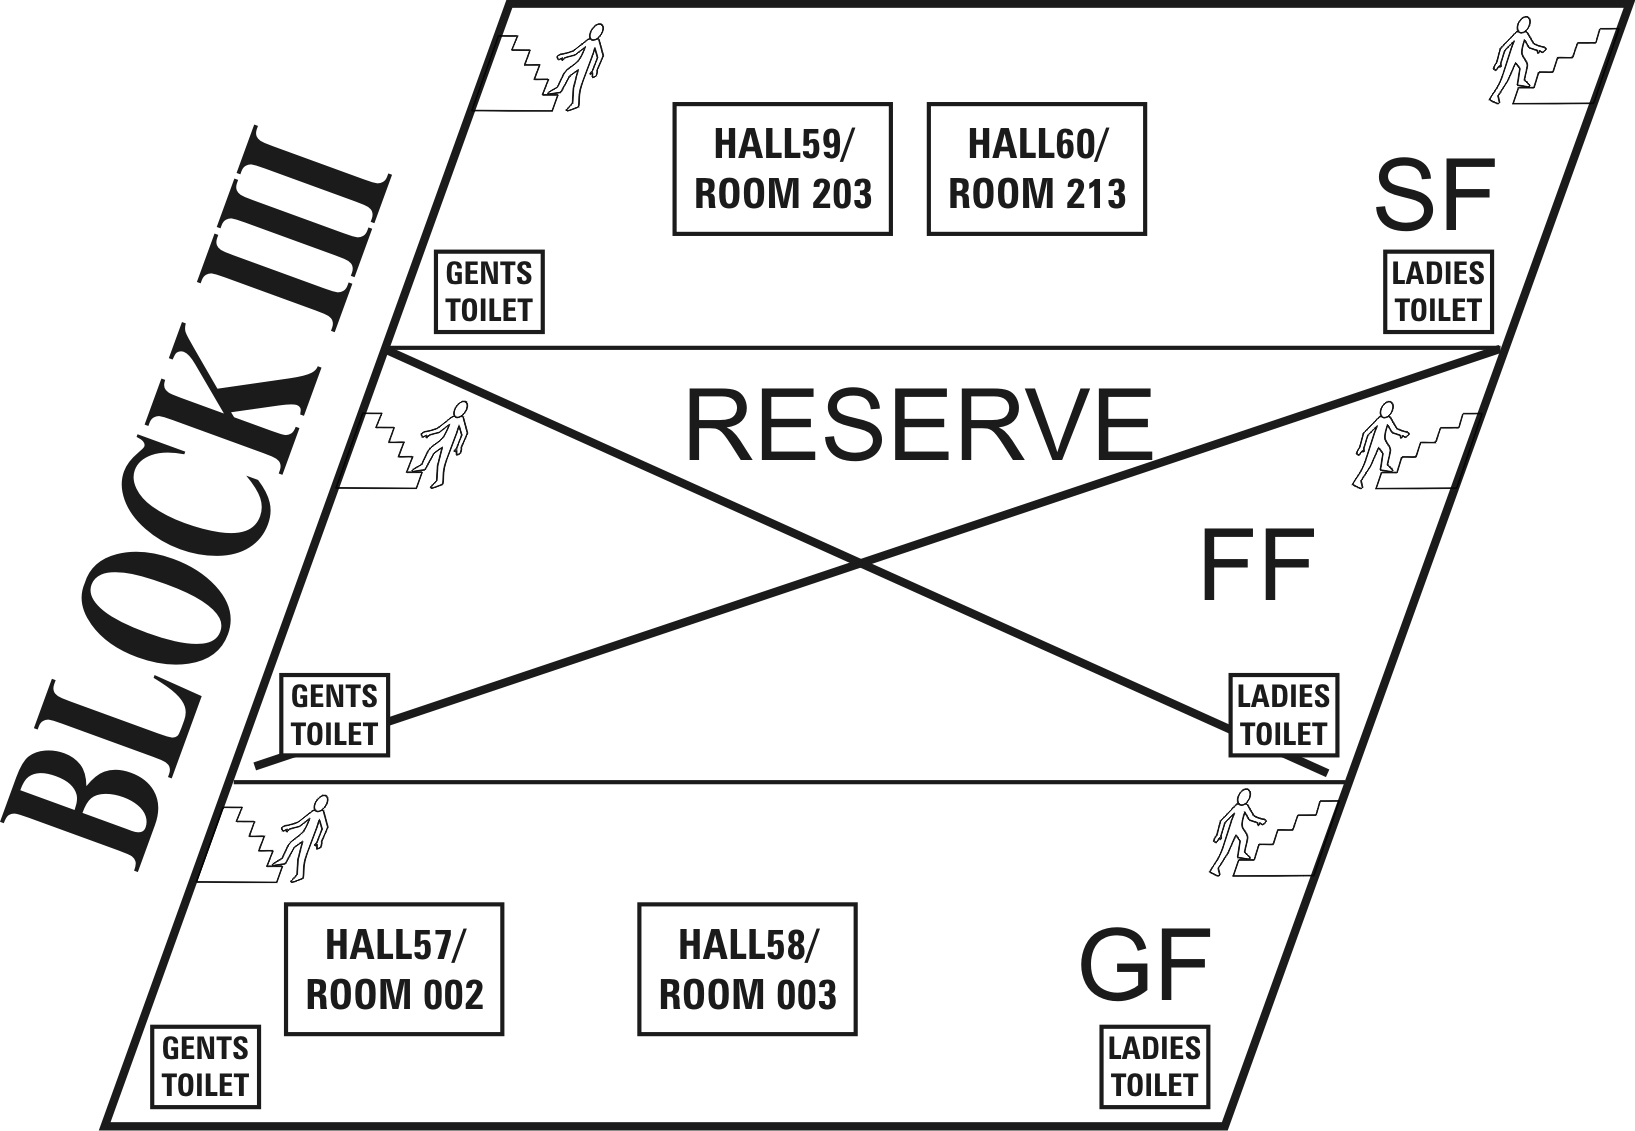 BLOCK III
HALL59/
ROOM 203
HALL60/
ROOM 213
SF
GENTS
TOILET
LADIES
TOILET
RESERVE
FF
GENTS
TOILET
LADIES
TOILET
HALL57/
ROOM 002
HALL58/
ROOM 003
GF
GENTS
TOILET
LADIES
TOILET